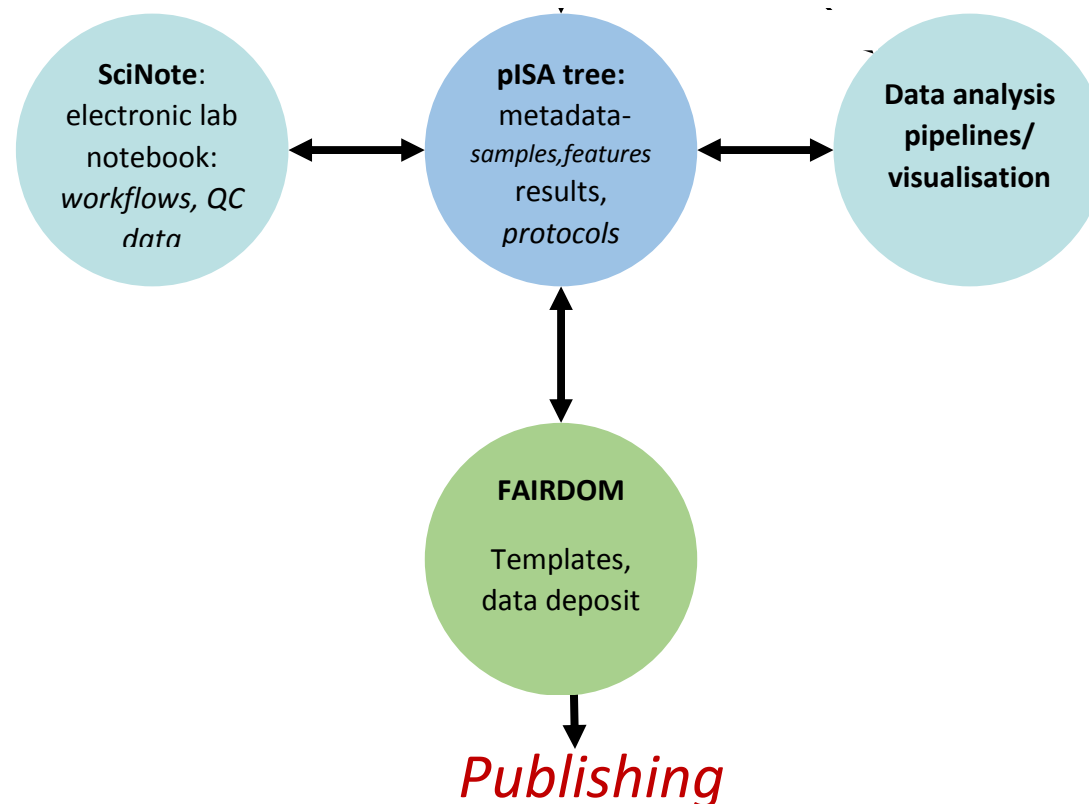 SciNote:
electronic lab
notebook:
workflows, QC
data
pISA tree:
metadata-
samples,features
results,
protocols
Data analysis
pipelines/
visualisation
FAIRDOM
Templates,
data deposit
Publishing